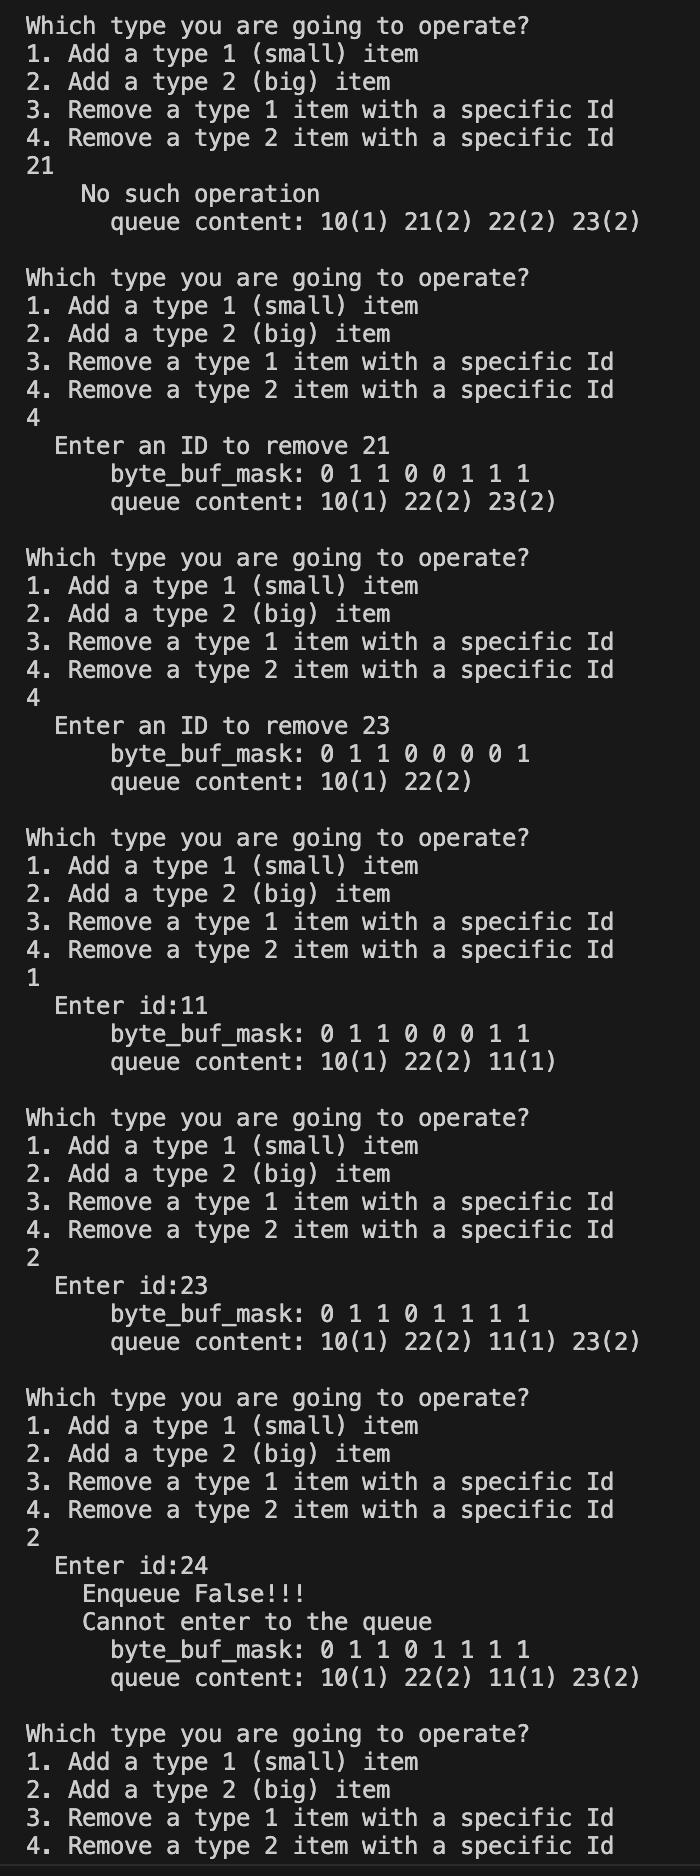 Which type you are going to operate?
1. Add a type 1 (small) item
2. Add a type 2 (big) item
3. Remove a type 1 item with a specific Id
4. Remove a type 2 item with a specific Id
21
No such operation
queue content: 10(1) 21(2) 22(2) 23(2)
Which type you are going to operate?
1. Add a type 1 (small) item
2. Add a type 2 (big) item
3. Remove a type 1 item with a specific Id
4. Remove a type 2 item with a specific Id
4
Enter an ID to remove 21
byte_buf_mask: 0 1 1 0 0 1 1 1
queue content: 10(1) 22(2) 23(2)
Which type you are going to operate?
1. Add a type 1 (small) item
2. Add a type 2 (big) item
3. Remove a type 1 item with a specific Id
4. Remove a type 2 item with a specific Id
4
Enter an ID to remove 23
byte_buf_mask: 0 1 1 0 0 0 0 1
queue content: 10(1) 22(2)
Which type you are going to operate?
1. Add a type 1 (small) item
2. Add a type 2 (big) item
3. Remove a type 1 item with a specific Id
4. Remove a type 2 item with a specific Id
1
Enter id:11
byte_buf_mask: 0 1 1 0 0 0 1 1
queue content: 10(1) 22(2) 11(1)
Which type you are going to operate?
1. Add a type 1 (small) item
2. Add a type 2 (big) item
3. Remove a type 1 item with a specific Id
4. Remove a type 2 item with a specific Id
2
Enter id:23
byte_buf_mask: 0 1 1 0 1 1 1 1
queue content: 10(1) 22(2) 11(1) 23(2)
Which type you are going to operate?
1. Add a type 1 (small) item
2. Add a type 2 (big) item
3. Remove a type 1 item with a specific Id
4. Remove a type 2 item with a specific Id
2
Enter id:24
Enqueue False!!!
Cannot enter to the queue
byte_buf_mask: 0 1 1 0 1 1 1 1
queue content: 10(1) 22(2) 11(1) 23(2)
Which type you are going to operate?
1. Add a type 1 (small) item
2. Add a type 2 (big) item
3. Remove a type 1 item with a specific Id
4. Remove a type 2 item with a specific Id